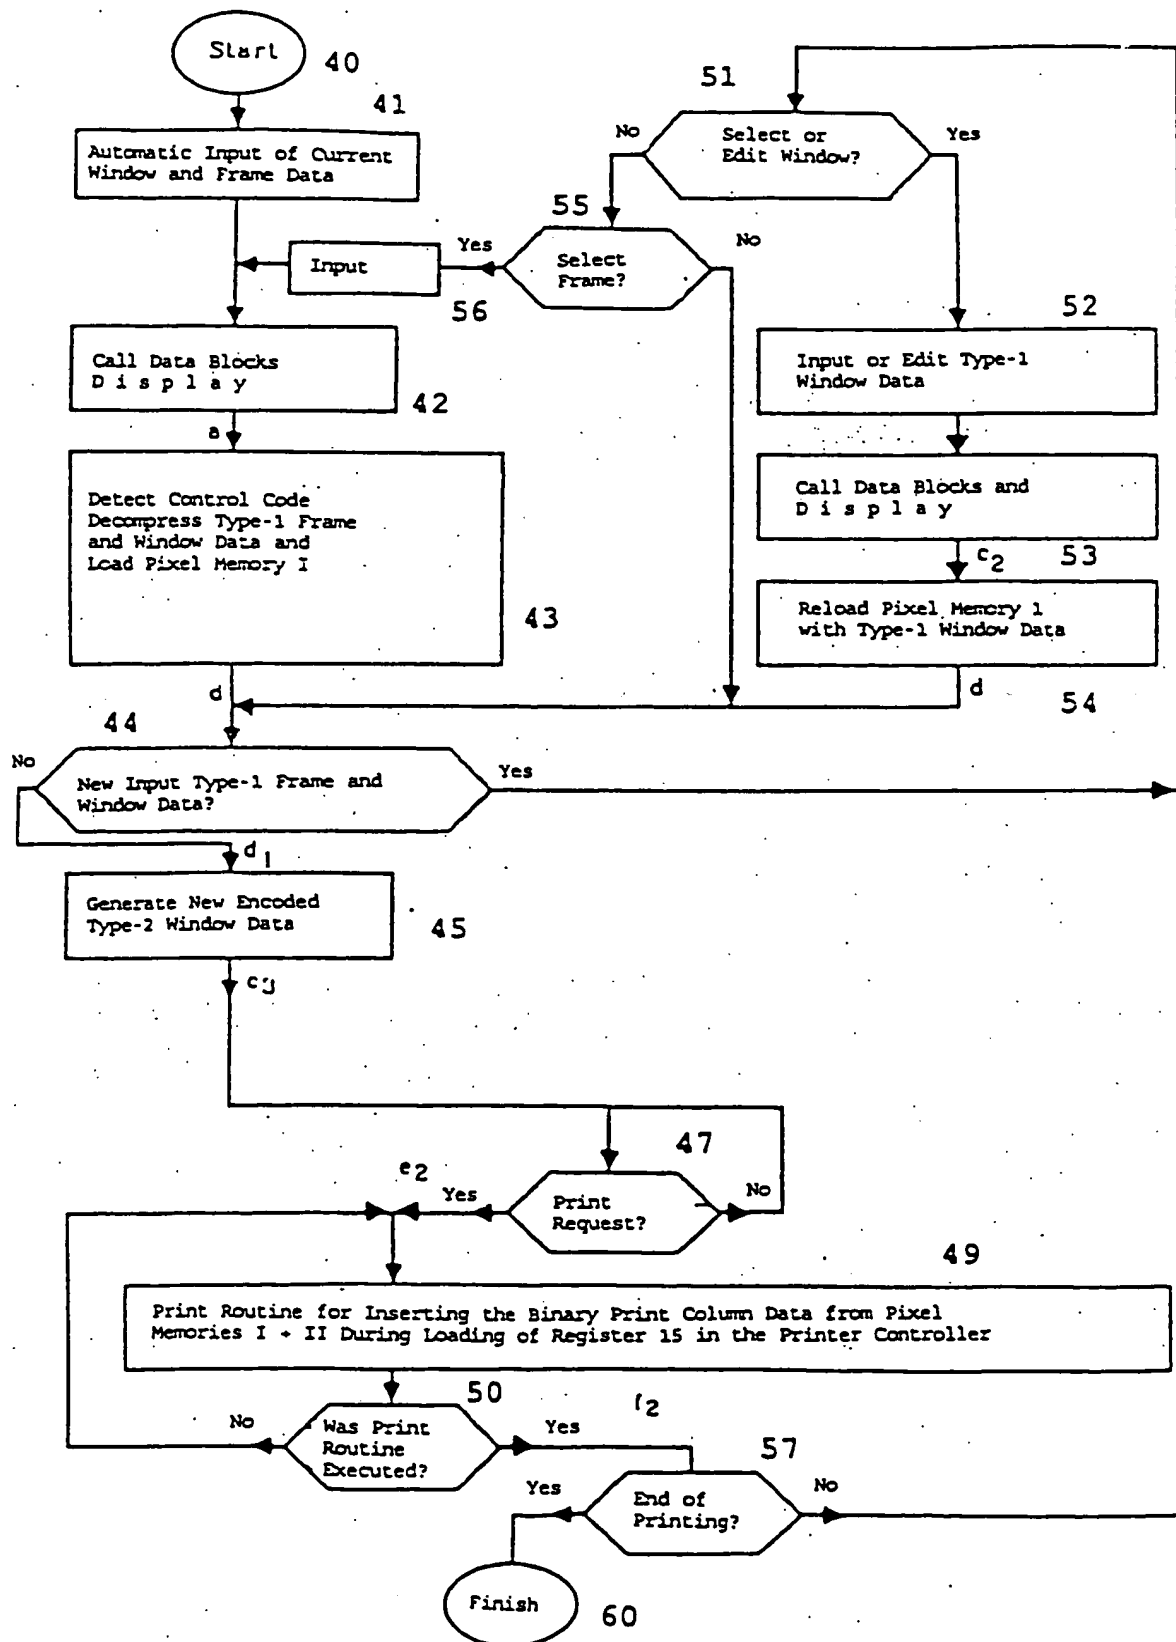 Start
40
41
Automatic Input of Current
Window and Frame Data
51
Select or
Edit Window?
No
Yes
55
Select
Frame?
Yes
No
Input
56
52
Input or Edit Type-1
Window Data
Call Data Blocks
D i s p l a y
42
a
Call Data Blocks and
D i s p l a y
c2
53
Detect Control Code
Decompress Type-1 Frame
and Window Data and
Load Pixel Memory I
43
Reload Pixel Memory 1
with Type-1 Window Data
d
54
d
44
No
New Input Type-1 Frame and
Window Data?
Yes
d1
Generate New Encoded
Type-2 Window Data
45
c3
47
e2
Yes
Print
Request?
No
49
Print Routine for Inserting the Binary Print Column Data from Pixel
Memories I + II During Loading of Register 15 in the Printer Controller
50
f2
No
Was Print
Routine
Executed?
Yes
57
Yes
End of
Printing?
No
Finish
60